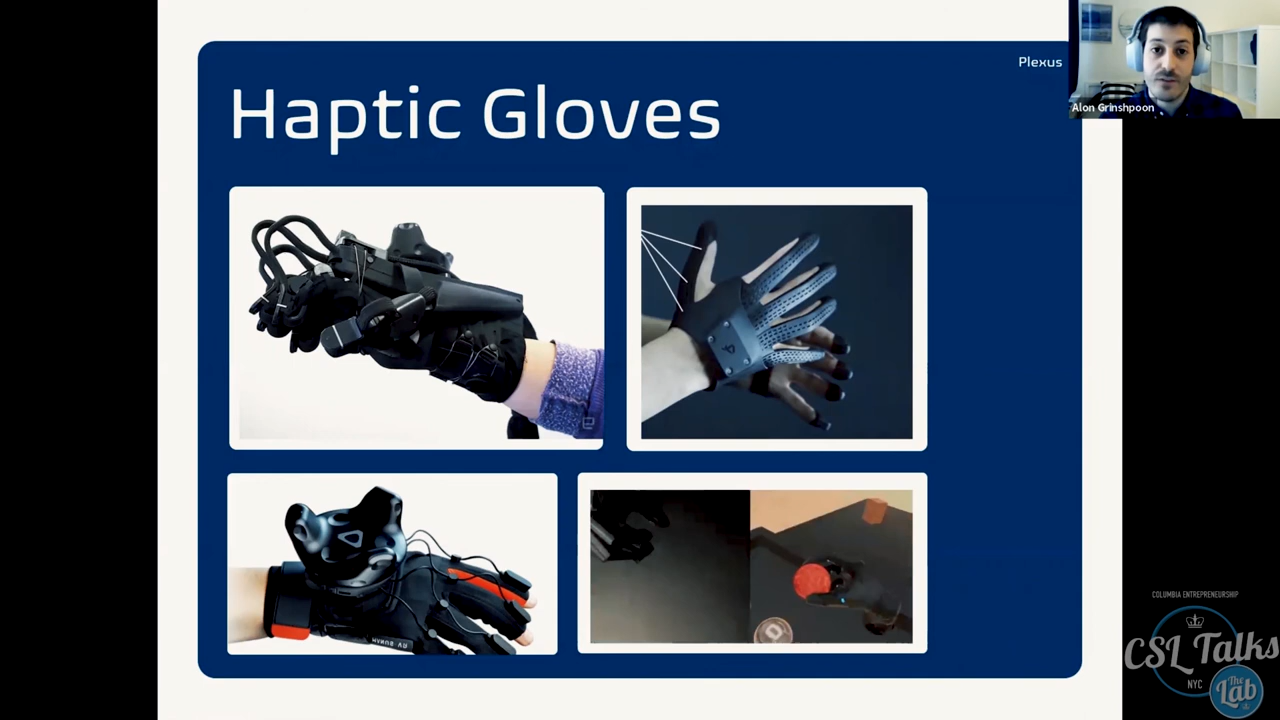 Plexus
Haptic Gloves
Alon Grinshpoon
COLUMBIA ENTREPRENEURSHIP
CSL Talks
NYC
The
Lab